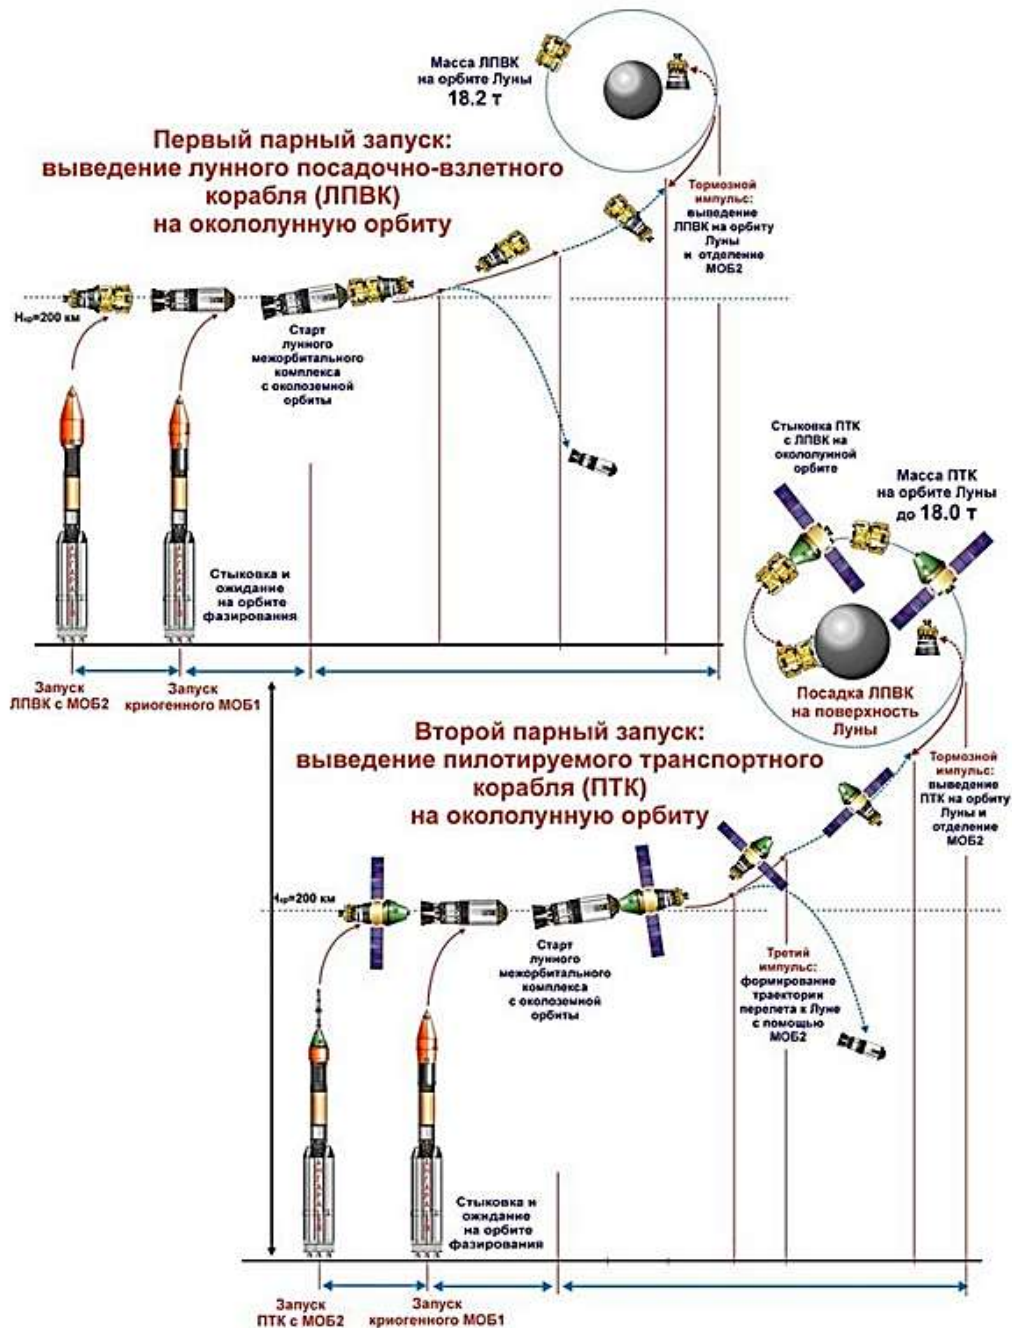 Масса ЛПВК
на орбите Луны
18.2 т
Первый парный запуск:
выведение лунного посадочно-взлетного
корабля (ЛПВК)
на окололунную орбиту
Тормозной
импульс:
выведение
ЛПВК на орбиту
Луны
и отделение
МОБ2
Hкр=200 км
Старт
лунного
межорбитального
комплекса
с околоземной
орбиты
Стыковка и
ожидание
на орбите
фазирования
Запуск
ЛПВК с МОБ2
Запуск
криогенного МОБ1
Стыковка ПТК
с ЛПВК на
окололунной
орбите
Масса ПТК
на орбите Луны
до 18.0 т
Посадка ЛПВК
на поверхность
Луны
Второй парный запуск:
выведение пилотируемого транспортного
корабля (ПТК)
на окололунную орбиту
Тормозной
импульс:
выведение
ПТК на орбиту
Луны и
отделение
МОБ2
Hкр=200 км
Старт
лунного
межорбитального
комплекса
с околоземной
орбиты
Третий
импульс:
формирование
траектории
перелета к Луне
с помощью
МОБ2
Стыковка и
ожидание
на орбите
фазирования
Запуск
ПТК с МОБ2
Запуск
криогенного МОБ1